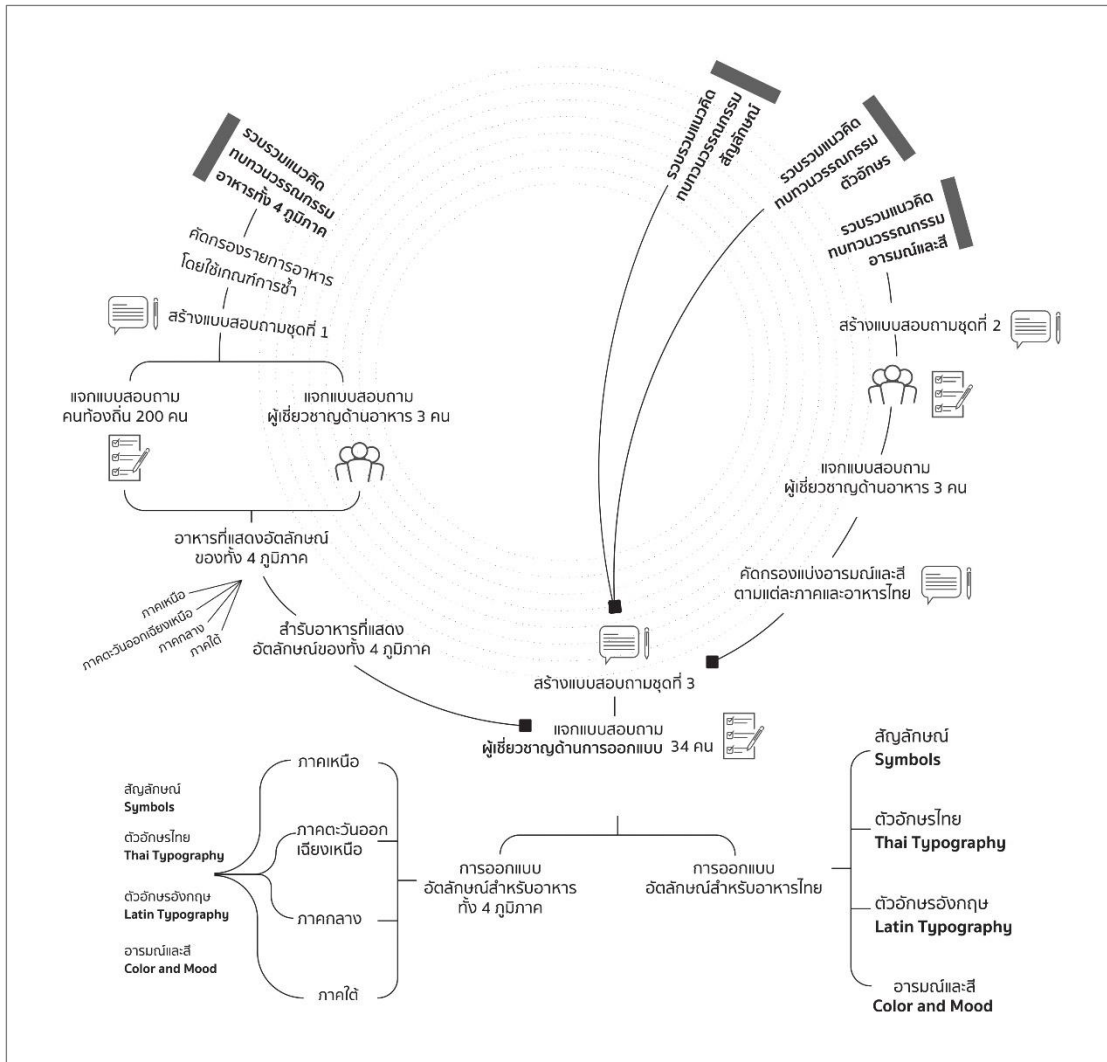 รวบรวมแนวคิด
ทบทวนวรรณกรรม
อาหารทั้ง 4 ภูมิภาค
คัดกรองรายการอาหาร
โดยใช้เกณฑ์การซ้ำ
สร้างแบบสอบถามชุดที่ 1
แจกแบบสอบถาม
คนท้องถิ่น 200 คน
แจกแบบสอบถาม
ผู้เชี่ยวชาญด้านอาหาร 3 คน
อาหารที่แสดงอัตลักษณ์
ของทั้ง 4 ภูมิภาค
ภาคเหนือ
ภาคตะวันออกเฉียงเหนือ
ภาคกลาง
ภาคใต้
สำรับอาหารที่แสดง
อัตลักษณ์ของทั้ง 4 ภูมิภาค
รวบรวมแนวคิด
ทบทวนวรรณกรรม
สัญลักษณ์
รวบรวมแนวคิด
ทบทวนวรรณกรรม
ตัวอักษร
รวบรวมแนวคิด
ทบทวนวรรณกรรม
อารมณ์และสี
สร้างแบบสอบถามชุดที่ 2
แจกแบบสอบถาม
ผู้เชี่ยวชาญด้านอาหาร 3 คน
คัดกรองแบ่งอารมณ์และสี
ตามแต่ละภาคและอาหารไทย
สร้างแบบสอบถามชุดที่ 3
แจกแบบสอบถาม
ผู้เชี่ยวชาญด้านการออกแบบ 34 คน
การออกแบบ
อัตลักษณ์สำหรับอาหาร
ทั้ง 4 ภูมิภาค
ภาคเหนือ
ภาคตะวันออก
เฉียงเหนือ
ภาคกลาง
ภาคใต้
สัญลักษณ์
Symbols
ตัวอักษรไทย
Thai Typography
ตัวอักษรอังกฤษ
Latin Typography
อารมณ์และสี
Color and Mood
การออกแบบ
อัตลักษณ์สำหรับอาหารไทย
สัญลักษณ์
Symbols
ตัวอักษรไทย
Thai Typography
ตัวอักษรอังกฤษ
Latin Typography
อารมณ์และสี
Color and Mood